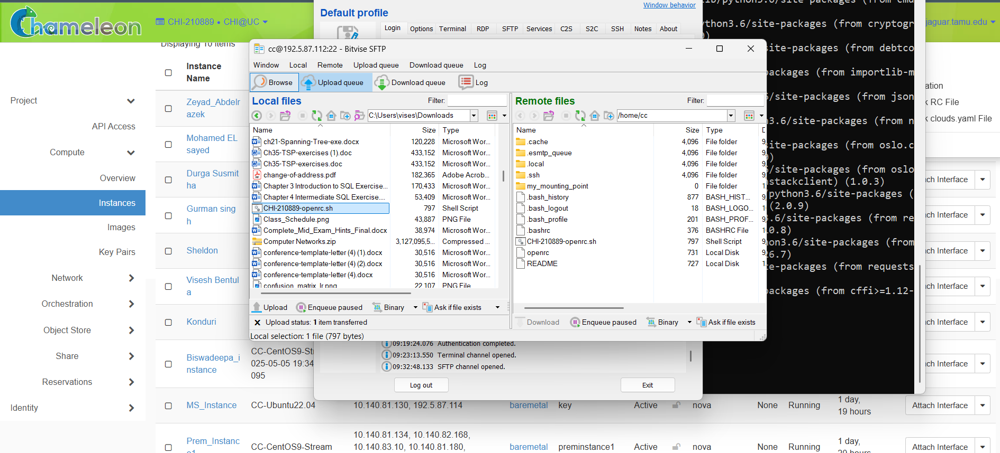 Chameleon
CHI-210889 • CHI@UC
Project
API Access
Compute
Overview
Instances
Images
Key Pairs
Network
Orchestration
Object Store
Share
Reservations
Identity
Displaying 10 items
Instance
Name
Zeyad_Abdelr
azek
Mohamed EL
sayed
Durga Susmit
ha
Gurman sing
h
Sheldon
Visesh Bentul
a
Konduri
Biswadeepa_i
nstance
CC-CentOS9-Str
025-05-05 19:34
095
MS_Instance CC-Ubuntu22.04 10.140.81.130, 192.5.87.114 baremetal key Active nova None Running 1 day,
19 hours
Attach Interface
Prem_Instanc
CC-CentOS9-Stream
10.140.81.134, 10.140.82.168,
10.140.83.10, 10.140.81.180,
baremetal preminstance1 Active nova None Running 1 day,
20 hours
Attach Interface
Default profile
Window behavior
Login Options Terminal RDP SFTP Services C2S S2C SSH Notes About
cc@192.5.87.112:22 - Bitvise SFTP
Window Local Remote Upload queue Download queue Log
Browse Upload queue Download queue Log
Local files Filter:
C:\Users\vises\Downloads
Name Size Type
ch21-Spanning-Tree-exe.docx 120,228 Microsoft Wor...
Ch35-TSP-exercises (1).doc 433,152 Microsoft Wor...
Ch35-TSP-exercises.doc 433,152 Microsoft Wor...
change-of-address.pdf 182,365 Adobe Acrob...
Chapter 3 Introduction to SQL Exercise... 170,433 Microsoft Wor...
Chapter 4 Intermediate SQL Exercise.... 53,409 Microsoft Wor...
CHI-210889-openrc.sh 797 Shell Script
Class_Schedule.png 43,887 PNG File
Complete_Mid_Exam_Hints_Final.docx 38,974 Microsoft Wor...
Computer Networks.zip 3,127,095,5... Compressed ...
conference-template-letter (4) (1).docx 30,516 Microsoft Wor...
conference-template-letter (4) (2).docx 30,516 Microsoft Wor...
conference-template-letter (4).docx 30,516 Microsoft Wor...
confusion_matrix_lr.png 22,107 PNG File
Upload Enqueue paused Binary Ask if file exists
Upload status: 1 item transferred
Local selection: 1 file (797 bytes)
Remote files Filter:
/home/cc
Name Size Type
.cache 4,096 File folder
.esmtp_queue 4,096 File folder
.local 4,096 File folder
.ssh 4,096 File folder
my_mounting_point 0 File folder
.bash_history 877 BASH_HIST...
.bash_logout 18 BASH_LOGO...
.bash_profile 201 BASH_PROF...
.bashrc 376 BASHRC File
CHI-210889-openrc.sh 797 Shell Script
openrc 731 Local Disk
README 727 Local Disk
Download Enqueue paused Binary Ask if file exists
09:19:24.076 Authentication completed.
09:23:13.550 Terminal channel opened.
09:32:48.133 SFTP channel opened.
Log out Exit
lib/python3.6/site-packages (from cmd
ython3.6/site-packages (from cryptogr
)
ite-packages (from debtco
packages (from importlib-m
/site-packages (from json
n3.6/site-packages (from n
ite-packages (from oslo.c
)
/site-packages (from oslo
nstackclient) (1.0.3)
python3.6/site-packages (
(2.0.9)
3.6/site-packages (from re
.0.8)
hon3.6/site-packages (from
26.7)
te-packages (from requests
packages (from cffi>=1.12-
jaguar.tamu.edu
ation
k RC File
k clouds.yaml File
ch Interface
ch Interface
ch Interface
ch Interface
ch Interface
ch Interface